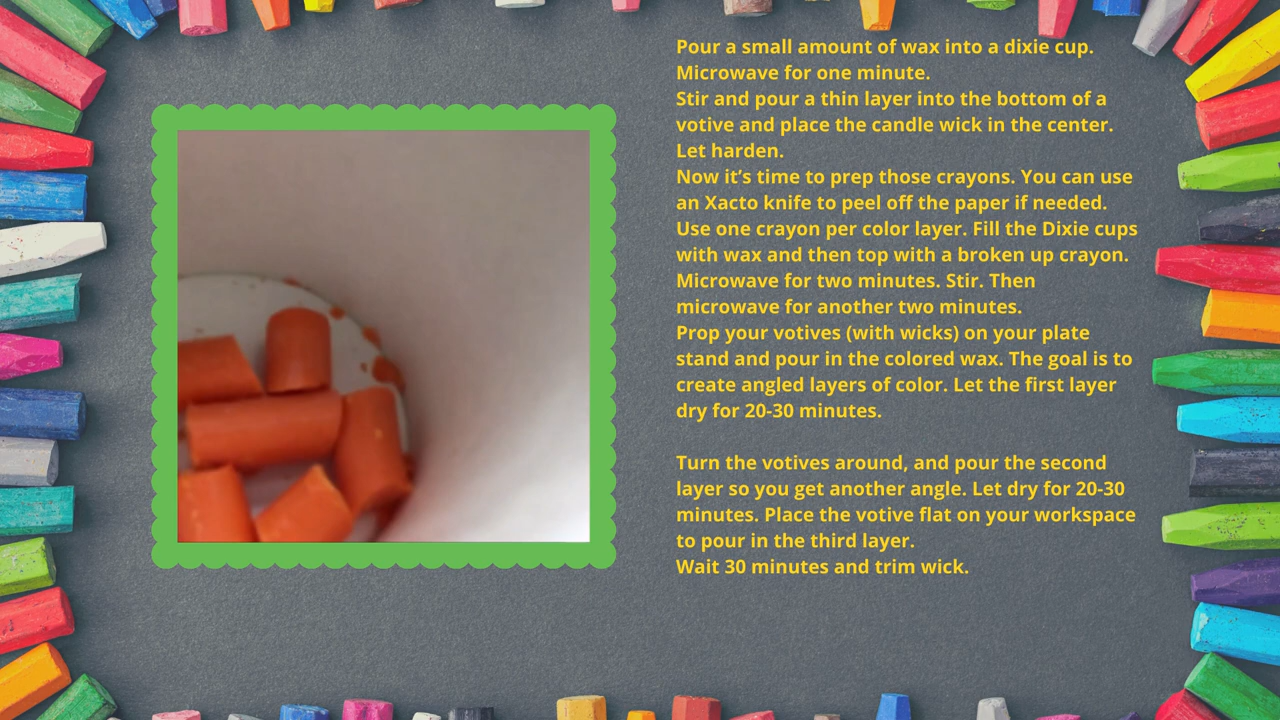 Pour a small amount of wax into a dixie cup.
Microwave for one minute.
Stir and pour a thin layer into the bottom of a
votive and place the candle wick in the center.
Let harden.
Now it’s time to prep those crayons. You can use
an Xacto knife to peel off the paper if needed.
Use one crayon per color layer. Fill the Dixie cups
with wax and then top with a broken up crayon.
Microwave for two minutes. Stir. Then
microwave for another two minutes.
Prop your votives (with wicks) on your plate
stand and pour in the colored wax. The goal is to
create angled layers of color. Let the first layer
dry for 20-30 minutes.
Turn the votives around, and pour the second
layer so you get another angle. Let dry for 20-30
minutes. Place the votive flat on your workspace
to pour in the third layer.
Wait 30 minutes and trim wick.